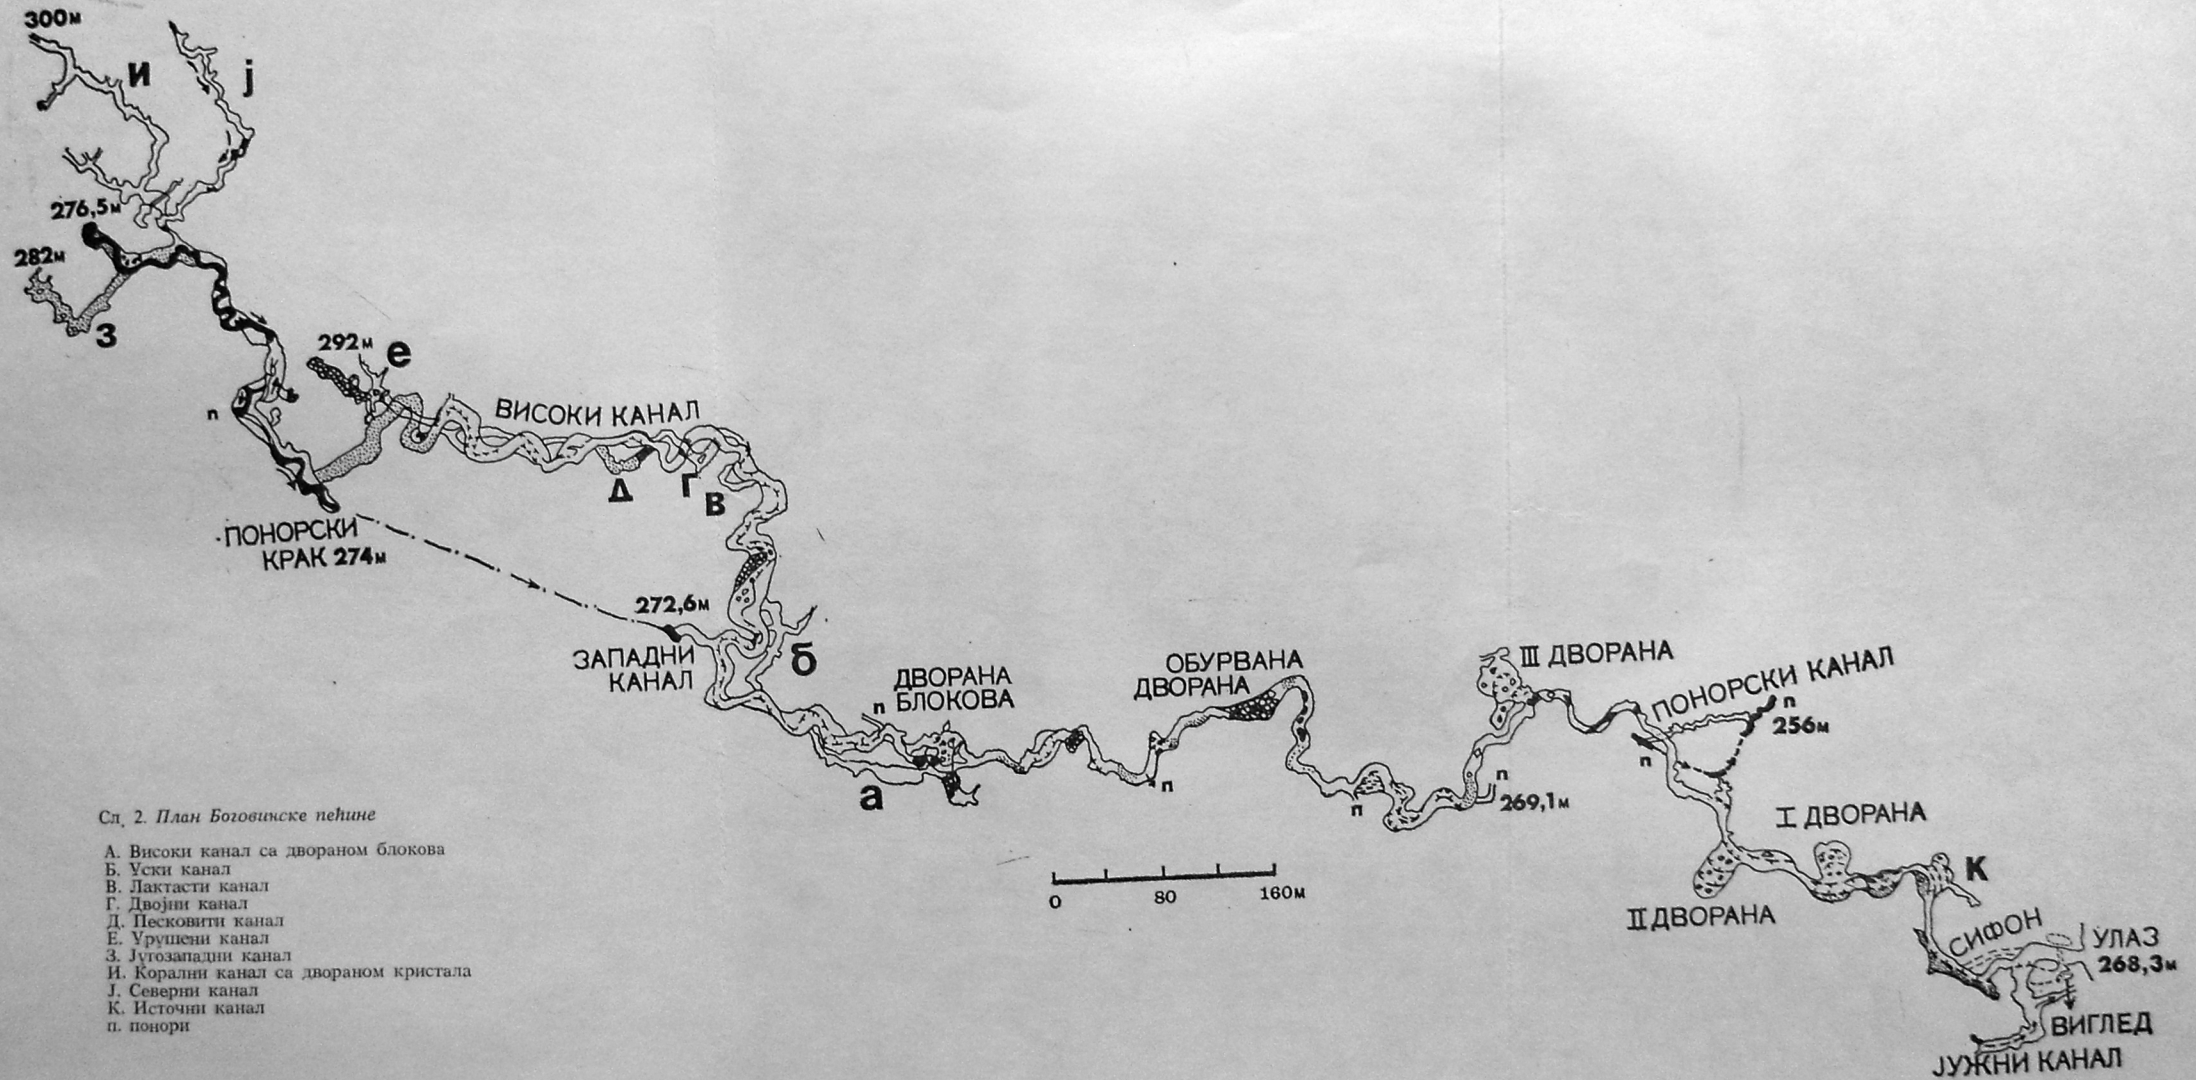 300м
И
Ј
276,5м
282м
З
292м
е
п
ВИСОКИ КАНАЛ
Д
Г
В
ПОНОРСКИ
КРАК 274м
272,6м
ЗАПАДНИ
КАНАЛ
б
ДВОРАНА
БЛОКОВА
п
а
ОБУРВАНА
ДВОРАНА
п
п
III ДВОРАНА
п
269,1м
ПОНОРСКИ КАНАЛ
п
256м
п
I ДВОРАНА
II ДВОРАНА
К
СИФОН
УЛАЗ
268,3м
ВИГЛЕД
ЈУЖНИ КАНАЛ
0 80 160м
Сл. 2. План Боговинске пећине
А. Високи канал са двораном блокова
Б. Уски канал
В. Лактасти канал
Г. Двојни канал
Д. Песковити канал
Е. Урушени канал
З. Југозападни канал
И. Корални канал са двораном кристала
Ј. Северни канал
К. Источни канал
п. понори